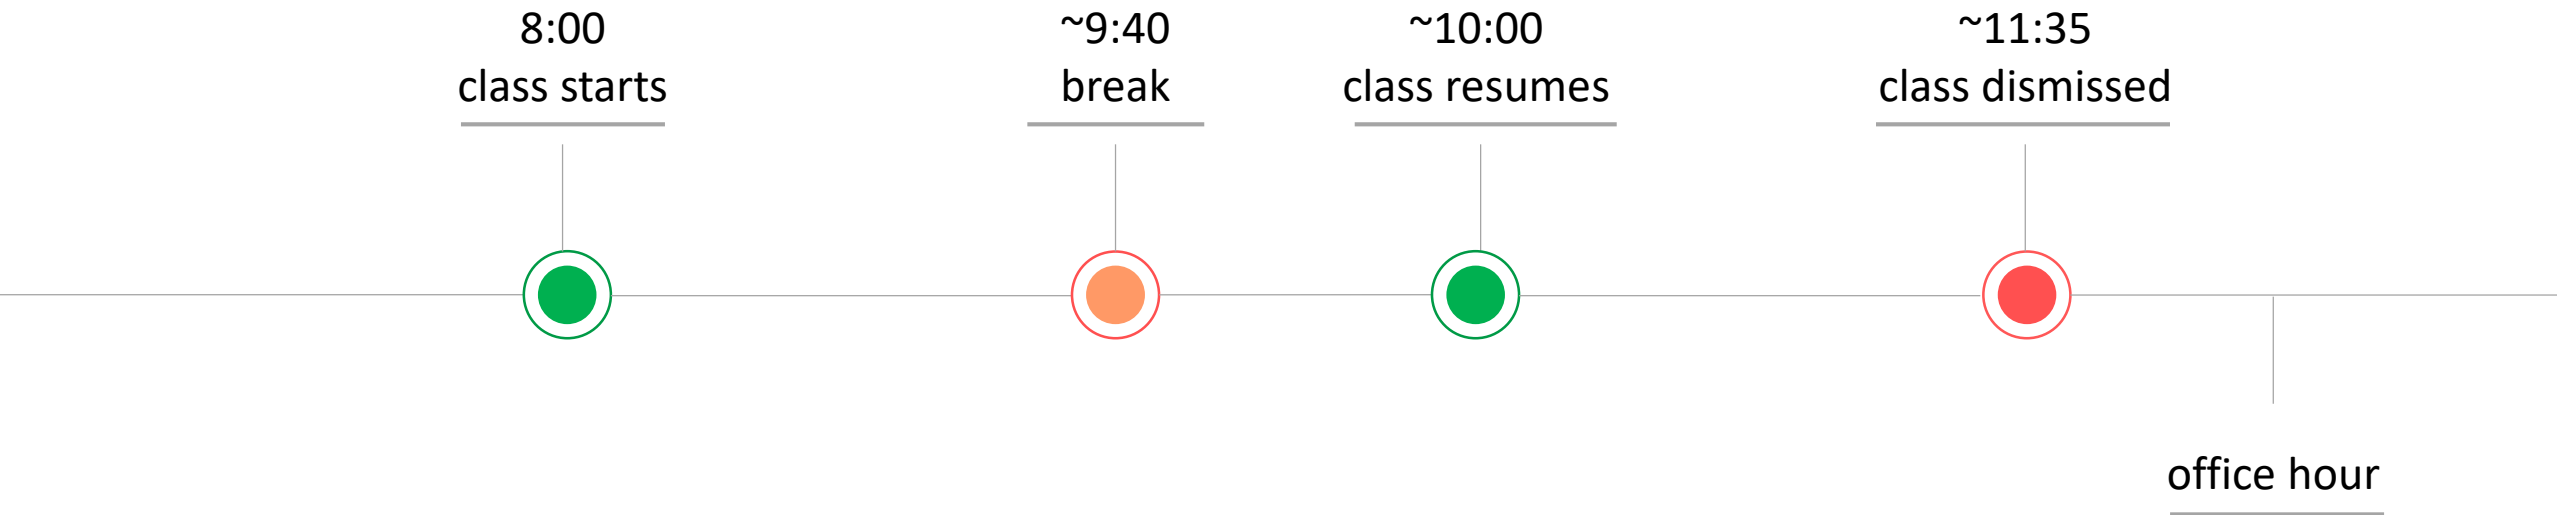 8:00
class starts
~9:40
break
~10:00
class resumes
~11:35
class dismissed
office hour